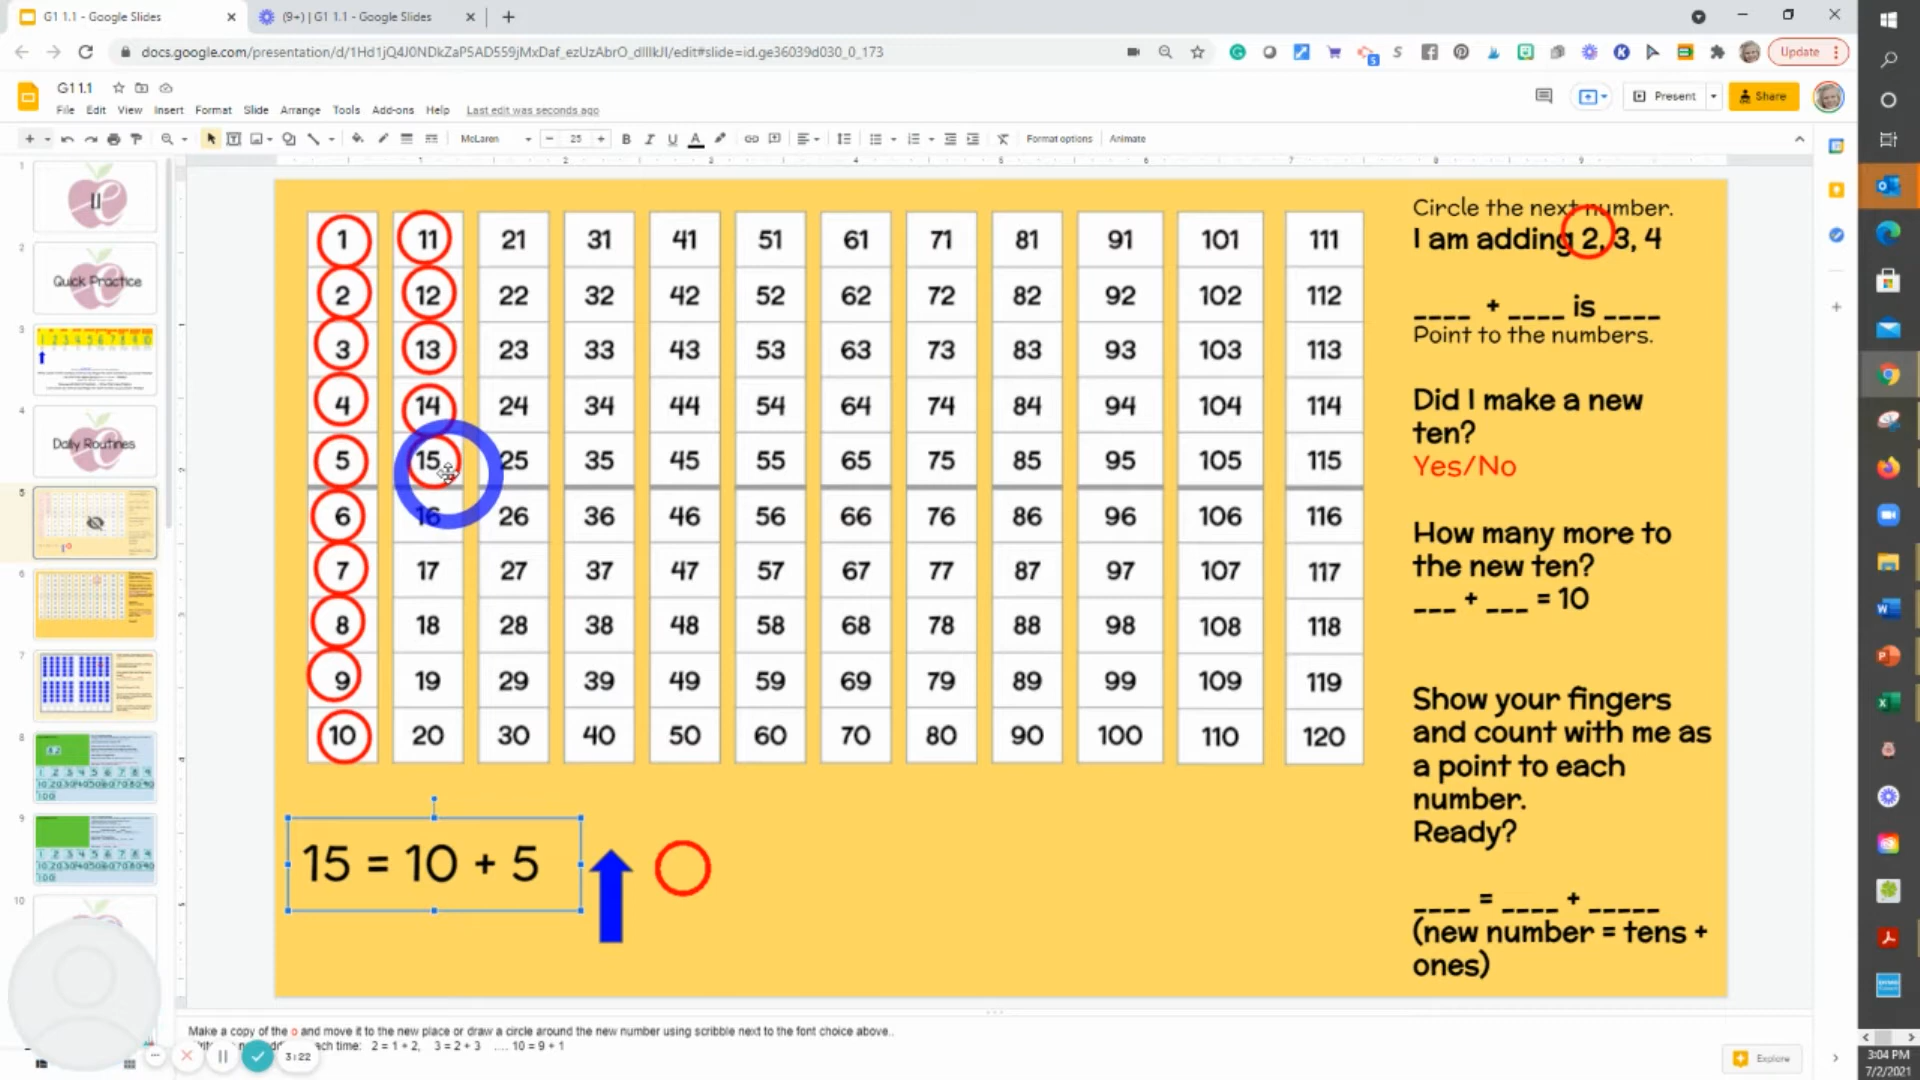 G1 1.1 - Google Slides
(9+) | G1 1.1 - Google Slides
docs.google.com/presentation/d/1Hd1jQ4J0NDkZaP5AD559jMxDaf_ezUzAbrO_dIIlkJI/edit#slide=id.ge36039d030_0_173
Update
G1 1.1
File Edit View Insert Format Slide Arrange Tools Add-ons Help Last edit was seconds ago
Present
Share
McLaren
25
Format options
Animate
Quick Practice
Daily Routines
1 11 21 31 41 51 61 71 81 91 101 111
2 12 22 32 42 52 62 72 82 92 102 112
3 13 23 33 43 53 63 73 83 93 103 113
4 14 24 34 44 54 64 74 84 94 104 114
5 15 25 35 45 55 65 75 85 95 105 115
6 16 26 36 46 56 66 76 86 96 106 116
7 17 27 37 47 57 67 77 87 97 107 117
8 18 28 38 48 58 68 78 88 98 108 118
9 19 29 39 49 59 69 79 89 99 109 119
10 20 30 40 50 60 70 80 90 100 110 120
15 = 10 + 5
Circle the next number.
I am adding 2, 3, 4
____ + ____ is ____
Point to the numbers.
Did I make a new
ten?
Yes/No
How many more to
the new ten?
___ + ___ = 10
Show your fingers
and count with me as
a point to each
number.
Ready?
____ = ____ + _____
(new number = tens +
ones)
Make a copy of the o and move it to the new place or draw a circle around the new number using scribble next to the font choice above..
each time: 2 = 1 + 2, 3 = 2 + 3 .... 10 = 9 + 1
3:22
Explore
3:04 PM
7/2/2021